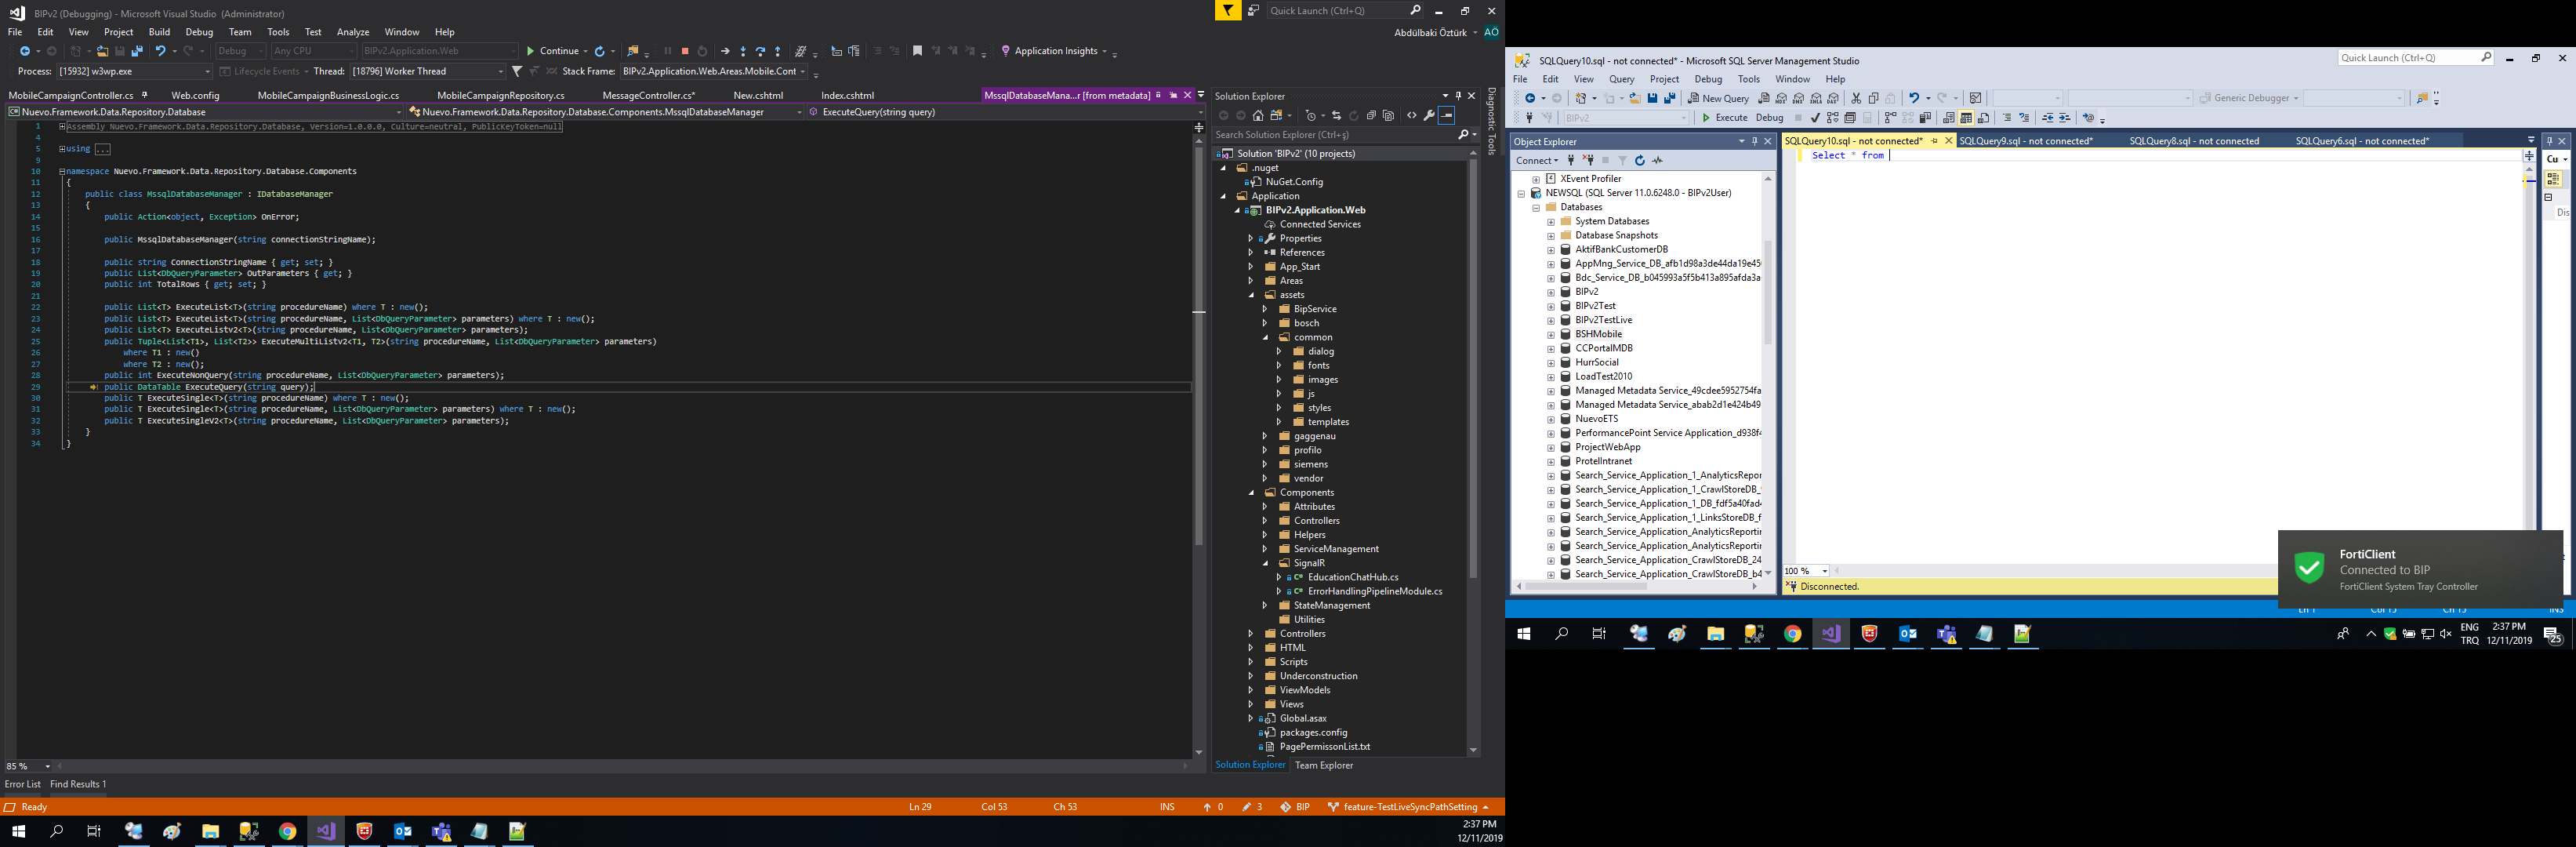 BIPv2 (Debugging) - Microsoft Visual Studio (Administrator)
Quick Launch (Ctrl+Q)
File Edit View Project Build Debug Team Tools Test Analyze Window Help
Abdülbaki Öztürk AÖ
Debug Any CPU BIPv2.Application.Web Continue Application Insights
Process: [15932] w3wp.exe Lifecycle Events Thread: [18796] Worker Thread Stack Frame: BIPv2.Application.Web.Areas.Mobile.Cont
MobileCampaignController.cs Web.config MobileCampaignBusinessLogic.cs MobileCampaignRepository.cs MessageController.cs* New.cshtml Index.cshtml MssqlDatabaseMana...r [from metadata]
Nuevo.Framework.Data.Repository.Database Nuevo.Framework.Data.Repository.Database.Components.MssqlDatabaseManager ExecuteQuery(string query)
1 Assembly Nuevo.Framework.Data.Repository.Database, Version=1.0.0.0, Culture=neutral, PublicKeyToken=null
4
5 using ...
9
10 namespace Nuevo.Framework.Data.Repository.Database.Components
11 {
12 public class MssqlDatabaseManager : IDatabaseManager
13 {
14 public Action<object, Exception> OnError;
15
16 public MssqlDatabaseManager(string connectionStringName);
17
18 public string ConnectionStringName { get; set; }
19 public List<DbQueryParameter> OutParameters { get; }
20 public int TotalRows { get; set; }
21
22 public List<T> ExecuteList<T>(string procedureName) where T : new();
23 public List<T> ExecuteList<T>(string procedureName, List<DbQueryParameter> parameters) where T : new();
24 public List<T> ExecuteListv2<T>(string procedureName, List<DbQueryParameter> parameters);
25 public Tuple<List<T1>, List<T2>> ExecuteMultiListv2<T1, T2>(string procedureName, List<DbQueryParameter> parameters)
26 where T1 : new()
27 where T2 : new();
28 public int ExecuteNonQuery(string procedureName, List<DbQueryParameter> parameters);
29 public DataTable ExecuteQuery(string query);
30 public T ExecuteSingle<T>(string procedureName) where T : new();
31 public T ExecuteSingle<T>(string procedureName, List<DbQueryParameter> parameters) where T : new();
32 public T ExecuteSingleV2<T>(string procedureName, List<DbQueryParameter> parameters);
33 }
34 }
85 %
Error List Find Results 1
Ready Ln 29 Col 53 Ch 53 INS 0 3 BIP feature-TestLiveSyncPathSetting
2:37 PM
12/11/2019
Solution Explorer
Search Solution Explorer (Ctrl+ş)
Solution 'BIPv2' (10 projects)
.nuget
NuGet.Config
Application
BIPv2.Application.Web
Connected Services
Properties
References
App_Start
Areas
assets
BipService
bosch
common
dialog
fonts
images
js
styles
templates
gaggenau
profilo
siemens
vendor
Components
Attributes
Controllers
Helpers
ServiceManagement
SignalR
EducationChatHub.cs
ErrorHandlingPipelineModule.cs
StateManagement
Utilities
Controllers
HTML
Scripts
Underconstruction
ViewModels
Views
Global.asax
packages.config
PagePermissonList.txt
Solution Explorer Team Explorer
Diagnostic Tools
SQLQuery10.sql - not connected* - Microsoft SQL Server Management Studio
Quick Launch (Ctrl+Q)
File Edit View Query Project Debug Tools Window Help
New Query Generic Debugger
BIPv2 Execute Debug
Object Explorer
Connect
XEvent Profiler
NEWSQL (SQL Server 11.0.6248.0 - BIPv2User)
Databases
System Databases
Database Snapshots
AktifBankCustomerDB
AppMng_Service_DB_afb1d98a3de44da19e45
Bdc_Service_DB_b045993a5f5b413a895afda3a
BIPv2
BIPv2Test
BIPv2TestLive
BSHMobile
CCPortalMDB
HurrSocial
LoadTest2010
Managed Metadata Service_49cdee5952754fa
Managed Metadata Service_abab2d1e424b49
NuevoETS
PerformancePoint Service Application_d938f4
ProjectWebApp
ProtelIntranet
Search_Service_Application_1_AnalyticsRepor
Search_Service_Application_1_CrawlStoreDB_
Search_Service_Application_1_DB_fdf5a40fad4
Search_Service_Application_1_LinksStoreDB_f
Search_Service_Application_AnalyticsReportin
Search_Service_Application_AnalyticsReportin
Search_Service_Application_CrawlStoreDB_24
Search_Service_Application_CrawlStoreDB_b4
SQLQuery10.sql - not connected* SQLQuery9.sql - not connected* SQLQuery8.sql - not connected SQLQuery6.sql - not connected*
Select * from
100 %
Disconnected.
Cu
Dis
FortiClient
Connected to BIP
FortiClient System Tray Controller
Ln 1 Col 15 Ch 15 INS
ENG
TRQ
2:37 PM
12/11/2019
25